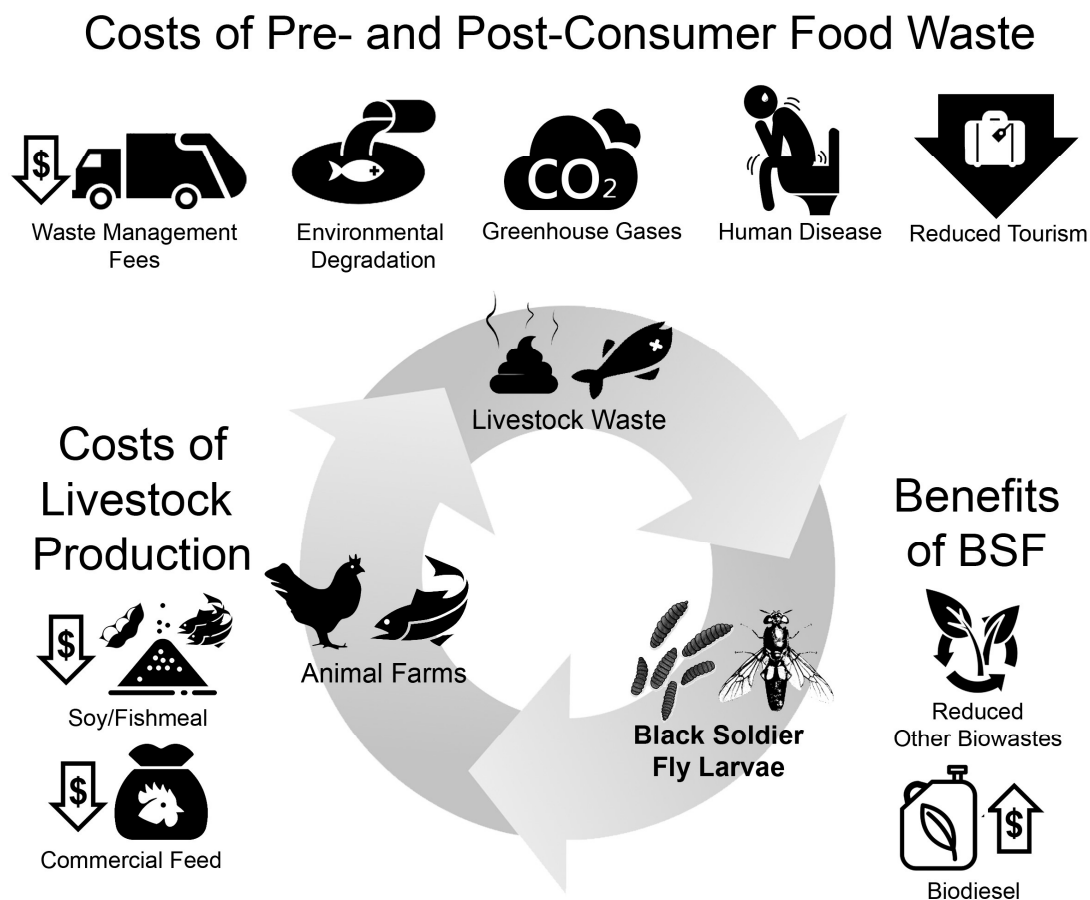 Costs of Pre- and Post-Consumer Food Waste
$
CO2
Waste Management
Fees
Environmental
Degradation
Greenhouse Gases
Human Disease
Reduced Tourism
Livestock Waste
Costs of
Livestock
Production
$
Soy/Fishmeal
$
Commercial Feed
Animal Farms
Black Soldier
Fly Larvae
Benefits
of BSF
Reduced
Other Biowastes
$
Biodiesel